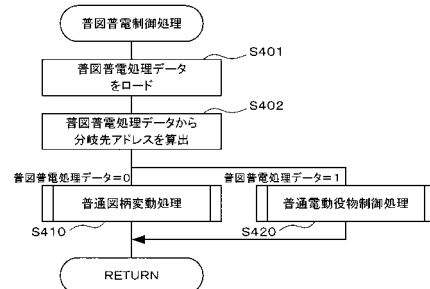 普図普電制御処理
S401
普図普電処理データ
をロード
S402
普図普電処理データから
分岐先アドレスを算出
普図普電処理データ=0
普図普電処理データ=1
普通図柄変動処理
普通電動役物制御処理
S410
S420
RETURN